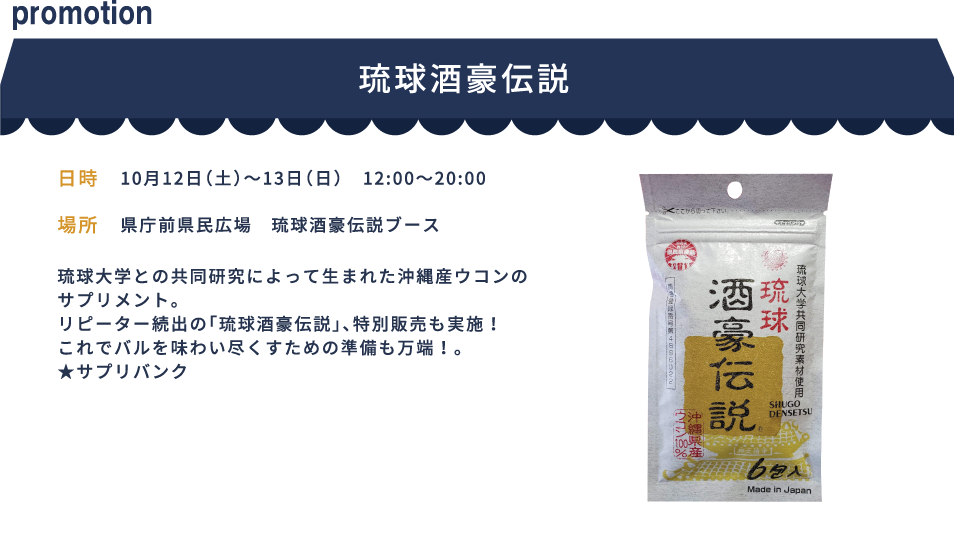 promotion
琉球酒豪伝説
日時 10月12日(土)～13日(日) 12:00～20:00
場所 県庁前県民広場 琉球酒豪伝説ブース
琉球大学との共同研究によって生まれた沖縄産ウコンの
サプリメント。
リピーター続出の「琉球酒豪伝説」、特別販売も実施！
これでバルを味わい尽くすための準備も万端！。
★サプリバンク
琉球大学共同研究素材使用
琉球
酒豪伝説
SHUGO
DENSETSU
沖縄県産
ウコン100%
6包入
Made in Japan